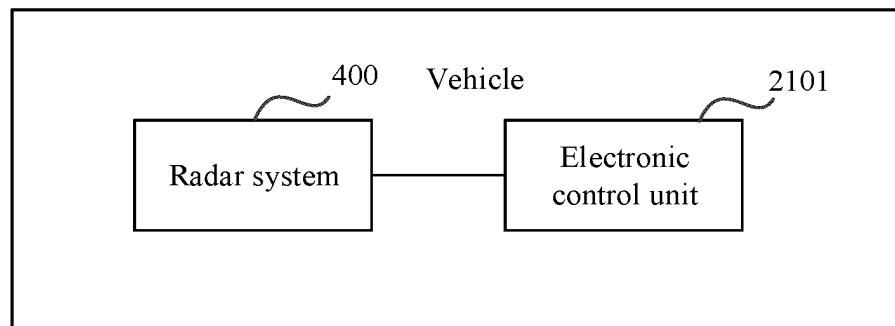 400
Vehicle
2101
Radar system
Electronic
control unit